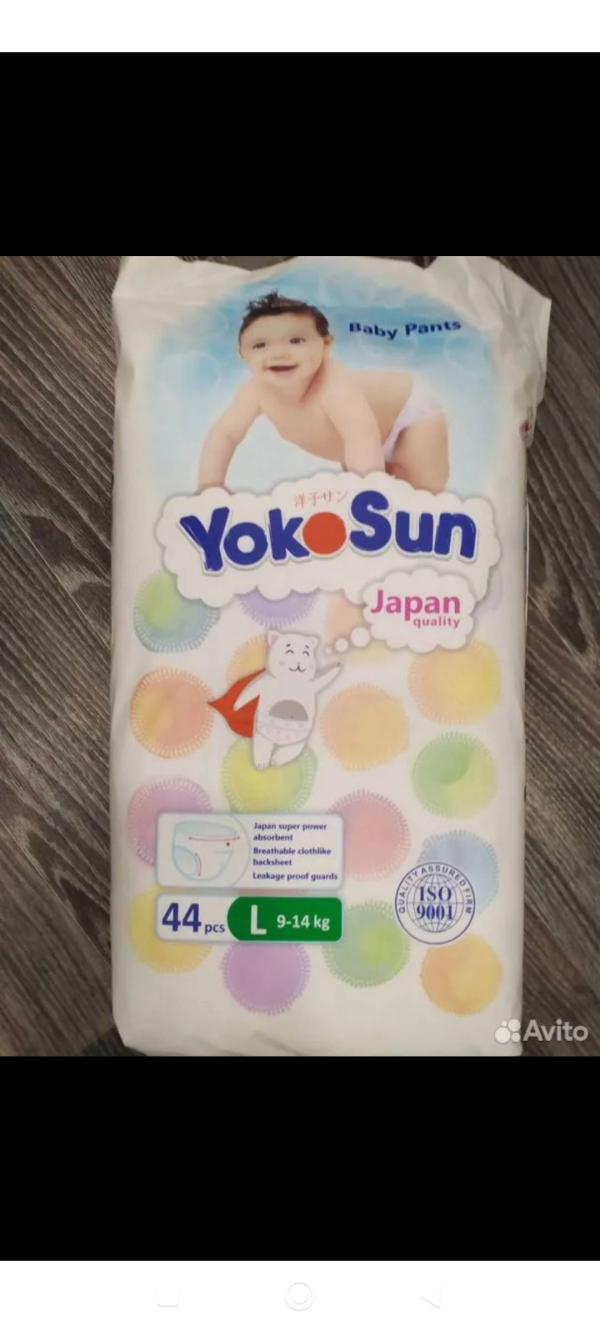 Baby Pants
洋子サン
YokoSun
Japan
quality
Japan super power
absorbent
Breathable clothlike
backsheet
Leakage proof guards
44 pcs L 9-14 kg
QUALITY ASSURED FIRM
ISO
9001
Avito